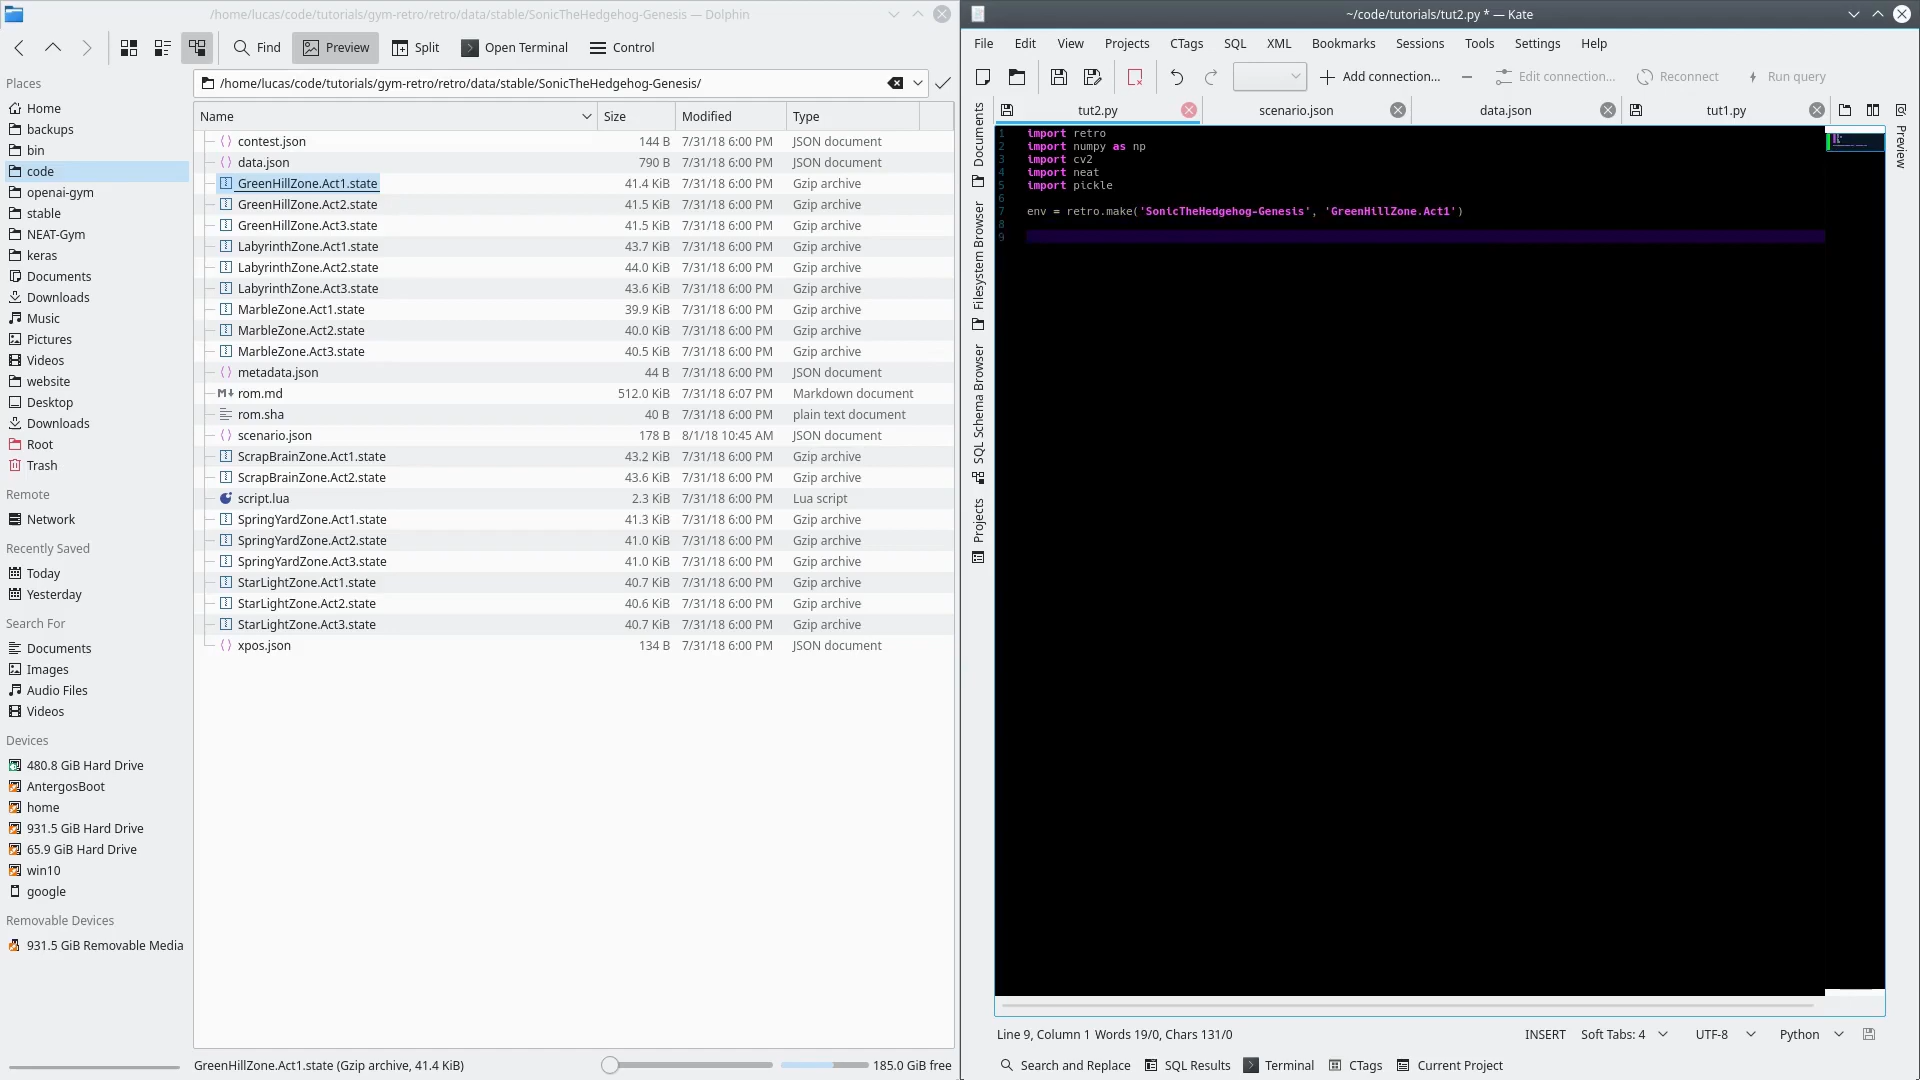 /home/lucas/code/tutorials/gym-retro/retro/data/stable/SonicTheHedgehog-Genesis — Dolphin
Find
Preview
Split
Open Terminal
Control
Places
Home
backups
bin
code
openai-gym
stable
NEAT-Gym
keras
Documents
Downloads
Music
Pictures
Videos
website
Desktop
Downloads
Root
Trash
Remote
Network
Recently Saved
Today
Yesterday
Search For
Documents
Images
Audio Files
Videos
Devices
480.8 GiB Hard Drive
AntergosBoot
home
931.5 GiB Hard Drive
65.9 GiB Hard Drive
win10
google
Removable Devices
931.5 GiB Removable Media
/home/lucas/code/tutorials/gym-retro/retro/data/stable/SonicTheHedgehog-Genesis/
Name Size Modified Type
contest.json 144 B 7/31/18 6:00 PM JSON document
data.json 790 B 7/31/18 6:00 PM JSON document
GreenHillZone.Act1.state 41.4 KiB 7/31/18 6:00 PM Gzip archive
GreenHillZone.Act2.state 41.5 KiB 7/31/18 6:00 PM Gzip archive
GreenHillZone.Act3.state 41.5 KiB 7/31/18 6:00 PM Gzip archive
LabyrinthZone.Act1.state 43.7 KiB 7/31/18 6:00 PM Gzip archive
LabyrinthZone.Act2.state 44.0 KiB 7/31/18 6:00 PM Gzip archive
LabyrinthZone.Act3.state 43.6 KiB 7/31/18 6:00 PM Gzip archive
MarbleZone.Act1.state 39.9 KiB 7/31/18 6:00 PM Gzip archive
MarbleZone.Act2.state 40.0 KiB 7/31/18 6:00 PM Gzip archive
MarbleZone.Act3.state 40.5 KiB 7/31/18 6:00 PM Gzip archive
metadata.json 44 B 7/31/18 6:00 PM JSON document
rom.md 512.0 KiB 7/31/18 6:07 PM Markdown document
rom.sha 40 B 7/31/18 6:00 PM plain text document
scenario.json 178 B 8/1/18 10:45 AM JSON document
ScrapBrainZone.Act1.state 43.2 KiB 7/31/18 6:00 PM Gzip archive
ScrapBrainZone.Act2.state 43.6 KiB 7/31/18 6:00 PM Gzip archive
script.lua 2.3 KiB 7/31/18 6:00 PM Lua script
SpringYardZone.Act1.state 41.3 KiB 7/31/18 6:00 PM Gzip archive
SpringYardZone.Act2.state 41.0 KiB 7/31/18 6:00 PM Gzip archive
SpringYardZone.Act3.state 41.0 KiB 7/31/18 6:00 PM Gzip archive
StarLightZone.Act1.state 40.7 KiB 7/31/18 6:00 PM Gzip archive
StarLightZone.Act2.state 40.6 KiB 7/31/18 6:00 PM Gzip archive
StarLightZone.Act3.state 40.7 KiB 7/31/18 6:00 PM Gzip archive
xpos.json 134 B 7/31/18 6:00 PM JSON document
GreenHillZone.Act1.state (Gzip archive, 41.4 KiB)
185.0 GiB free
~/code/tutorials/tut2.py * — Kate
File Edit View Projects CTags SQL XML Bookmarks Sessions Tools Settings Help
Add connection...
Edit connection...
Reconnect
Run query
tut2.py
scenario.json
data.json
tut1.py
Documents
Filesystem Browser
SQL Schema Browser
Projects
Preview
1 import retro
2 import numpy as np
3 import cv2
4 import neat
5 import pickle
6
7 env = retro.make('SonicTheHedgehog-Genesis', 'GreenHillZone.Act1')
8
9
Line 9, Column 1 Words 19/0, Chars 131/0
INSERT
Soft Tabs: 4
UTF-8
Python
Search and Replace
SQL Results
Terminal
CTags
Current Project